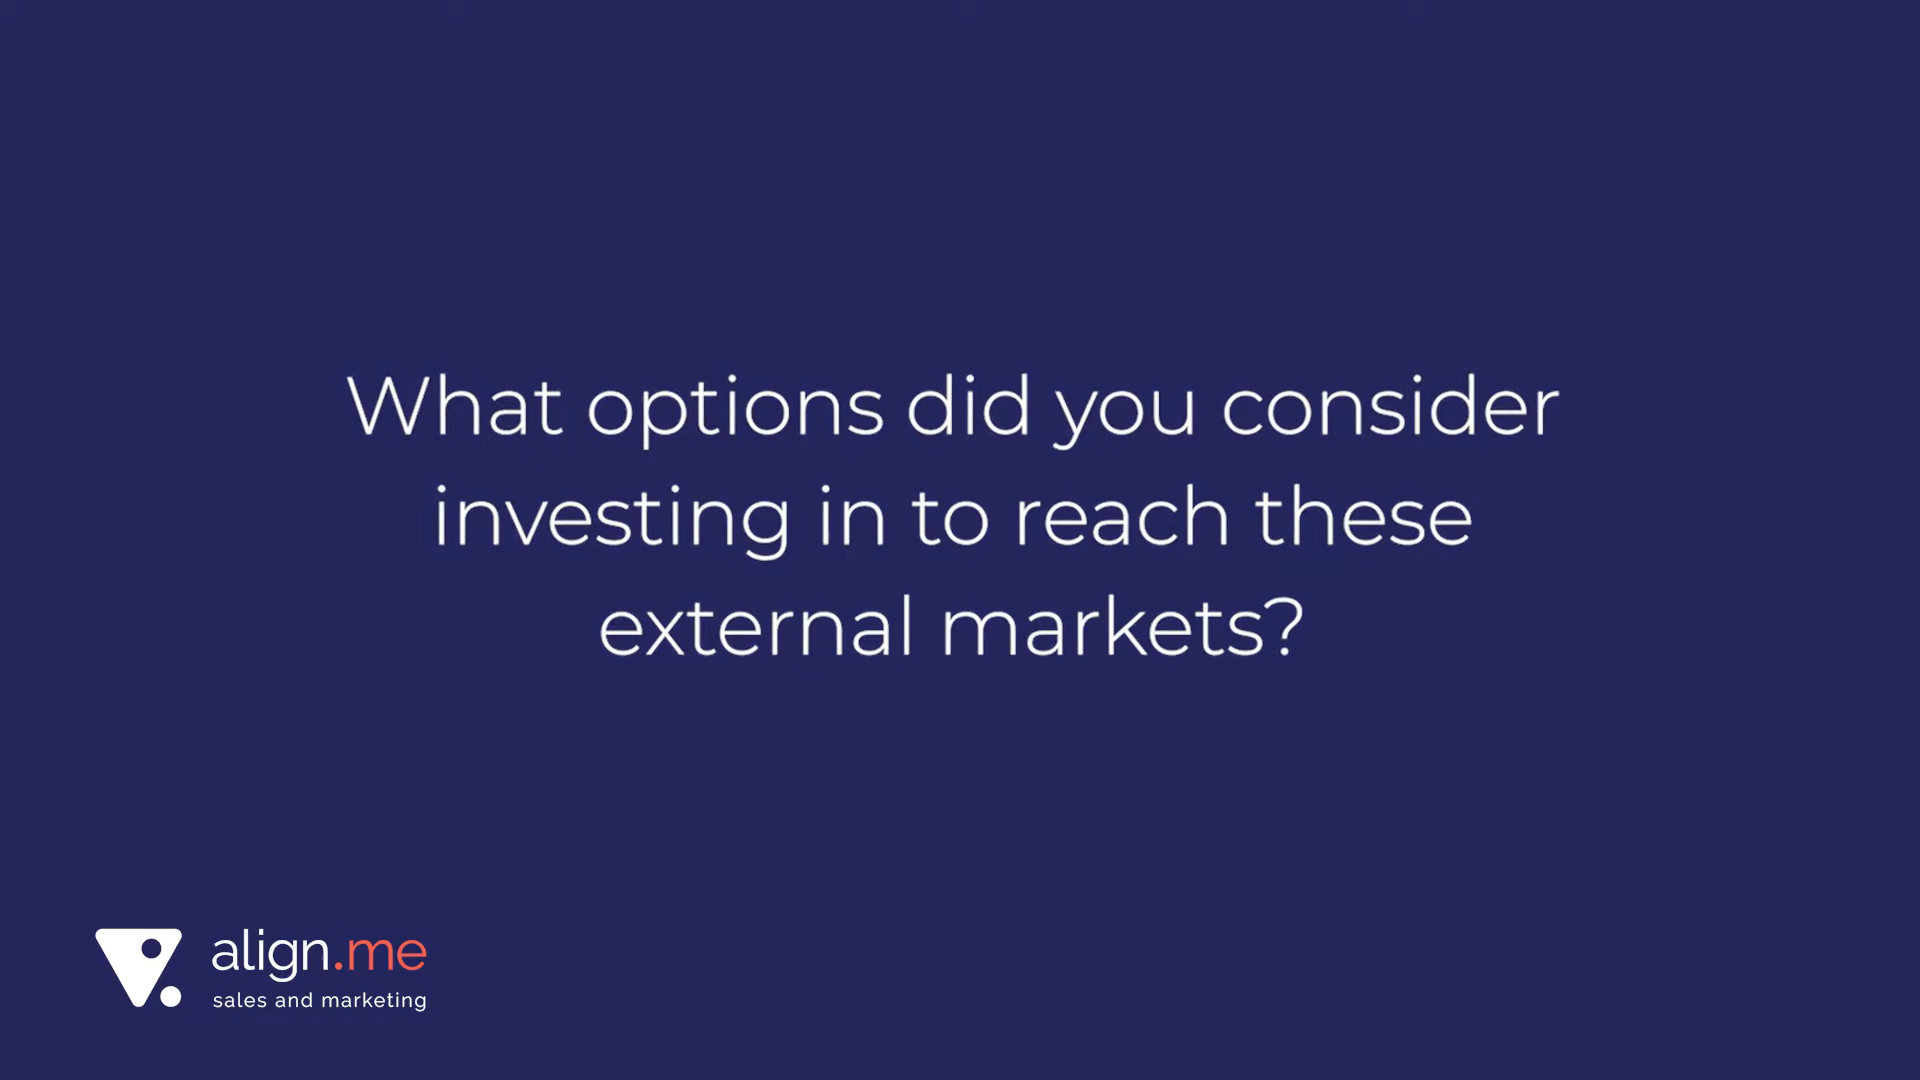 What options did you consider
investing in to reach these
external markets?
align.me
sales and marketing